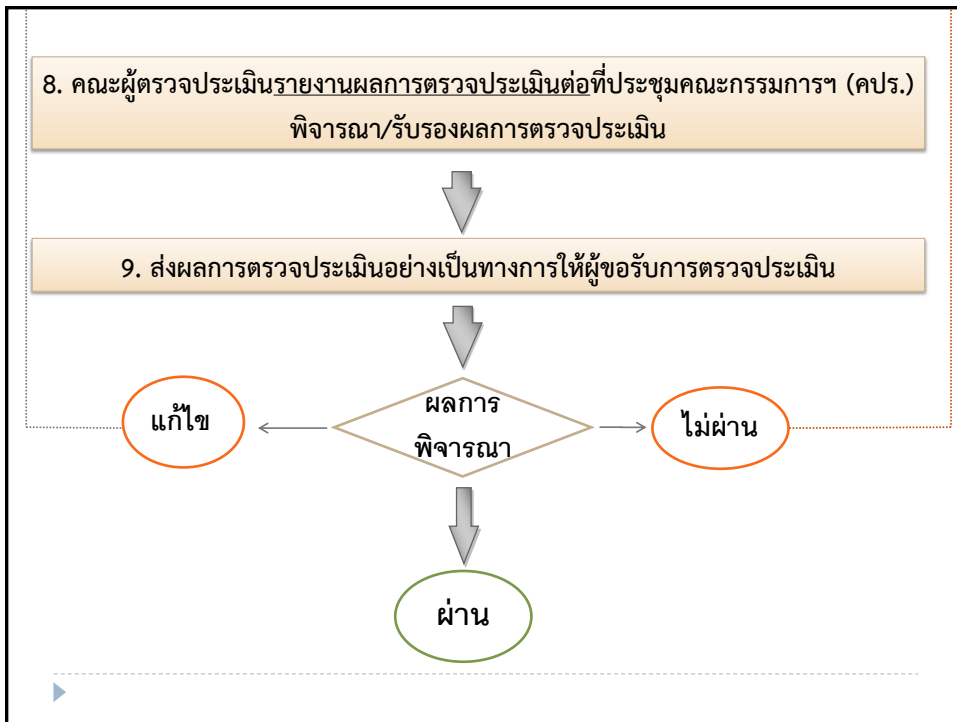 8. คณะผู้ตรวจประเมินรายงานผลการตรวจประเมินต่อที่ประชุมคณะกรรมการฯ (คปร.)
พิจารณา/รับรองผลการตรวจประเมิน
9. ส่งผลการตรวจประเมินอย่างเป็นทางการให้ผู้ขอรับการตรวจประเมิน
ผลการ
พิจารณา
แก้ไข
ไม่ผ่าน
ผ่าน